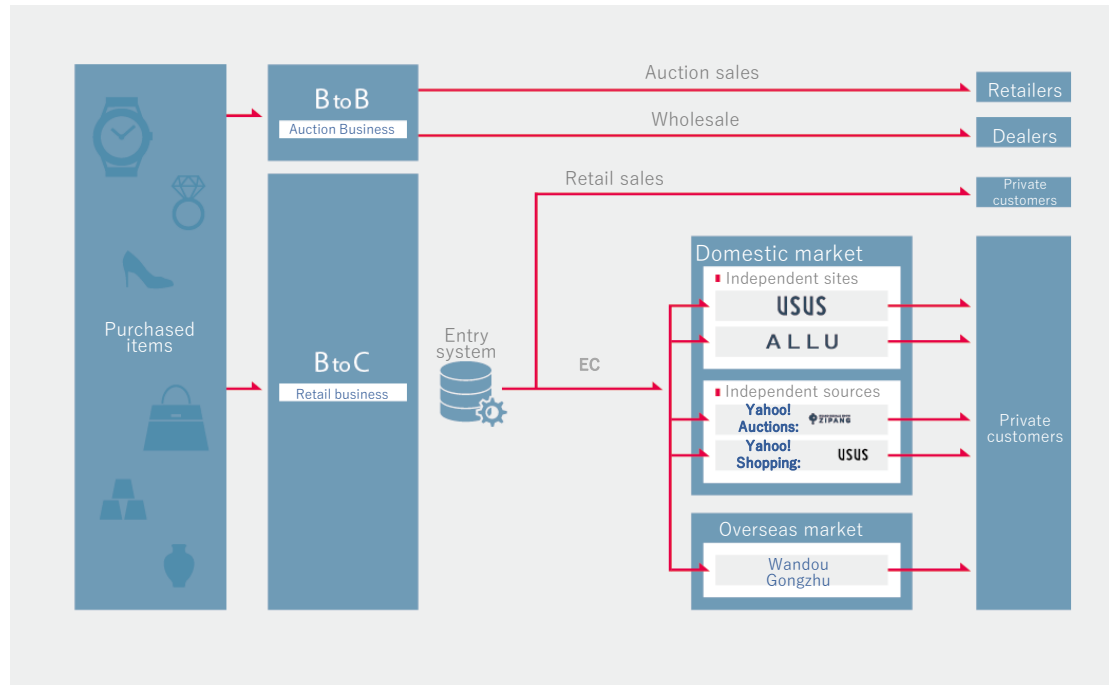 Purchased
items
BtoB
Auction Business
BtoC
Retail business
Entry
system
Auction sales
Wholesale
Retail sales
EC
Retailers
Dealers
Private
customers
Domestic market
Independent sites
USUS
ALLU
Independent sources
Yahoo!
Auctions:
ZIPANG
Yahoo!
Shopping:
USUS
Overseas market
Wandou
Gongzhu
Private
customers